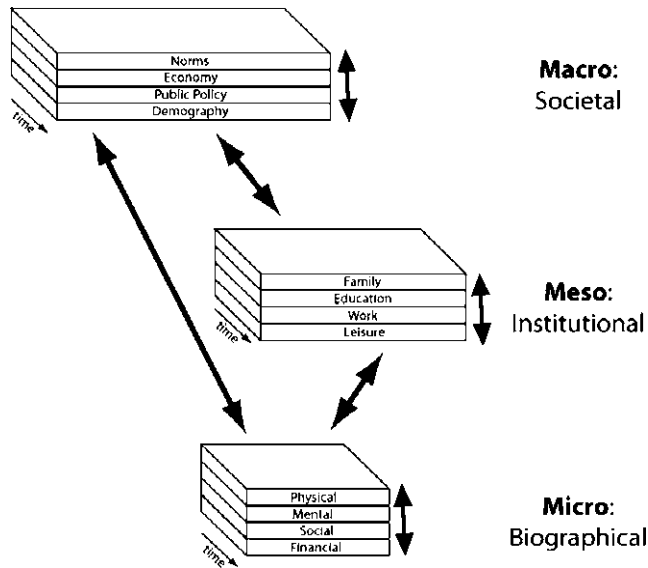 Norms
Economy
Public Policy
Demography
time
Macro:
Societal
Family
Education
Work
Leisure
time
Meso:
Institutional
Physical
Mental
Social
Financial
time
Micro:
Biographical